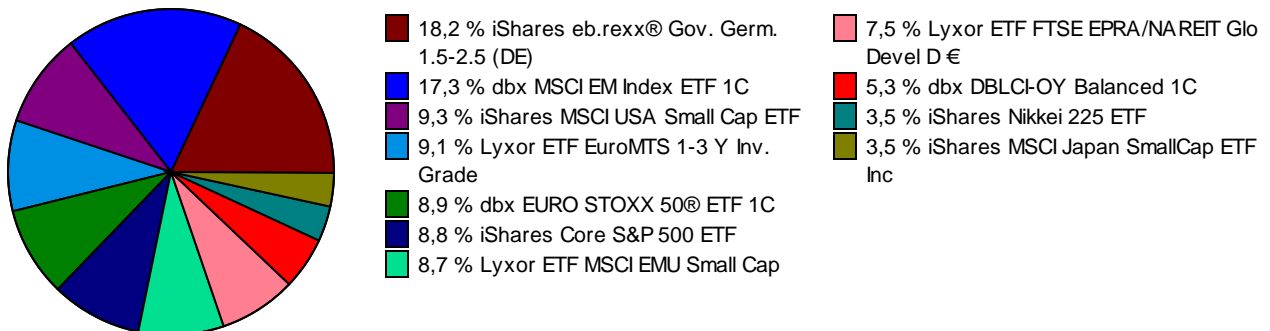 18,2 % iShares eb.rexx® Gov. Germ.
1.5-2.5 (DE)
17,3 % dbx MSCI EM Index ETF 1C
9,3 % iShares MSCI USA Small Cap ETF
9,1 % Lyxor ETF EuroMTS 1-3 Y Inv.
Grade
8,9 % dbx EURO STOXX 50® ETF 1C
8,8 % iShares Core S&P 500 ETF
8,7 % Lyxor ETF MSCI EMU Small Cap
7,5 % Lyxor ETF FTSE EPRA/NAREIT Glo
Devel D €
5,3 % dbx DBLCI-OY Balanced 1C
3,5 % iShares Nikkei 225 ETF
3,5 % iShares MSCI Japan SmallCap ETF
Inc